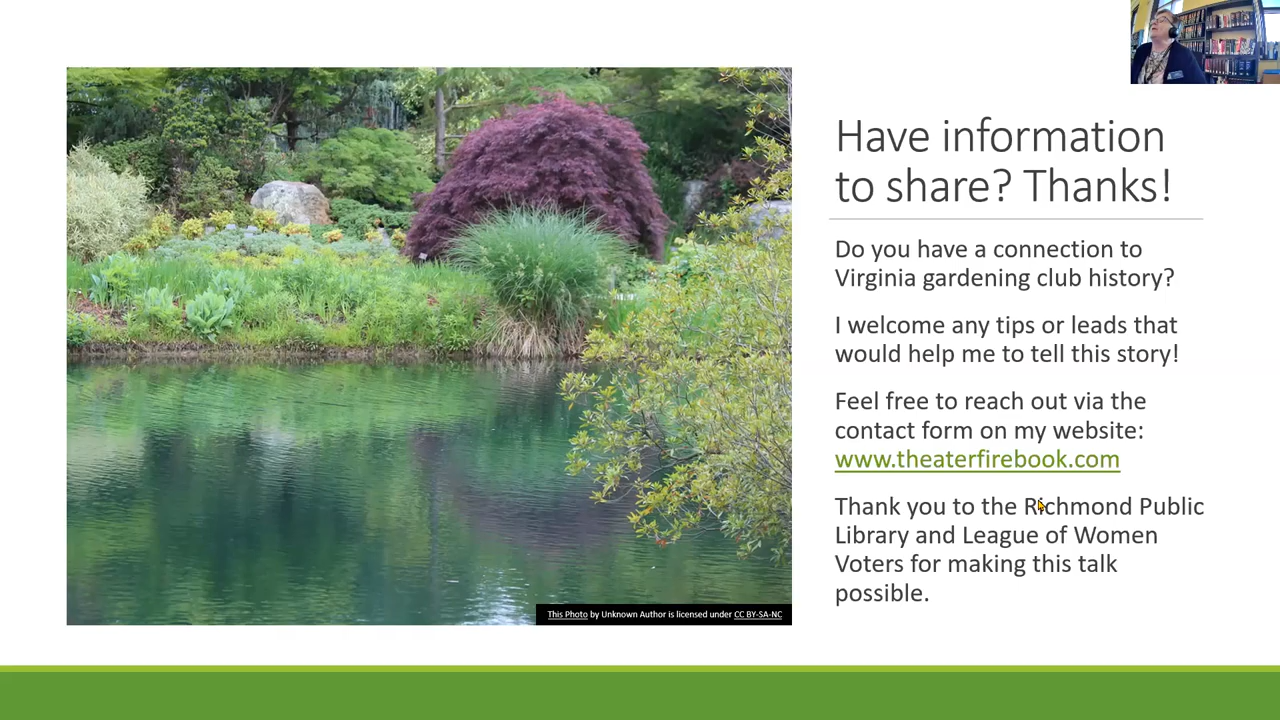 Have information
to share? Thanks!
Do you have a connection to
Virginia gardening club history?
I welcome any tips or leads that
would help me to tell this story!
Feel free to reach out via the
contact form on my website:
www.theaterfirebook.com
Thank you to the Richmond Public
Library and League of Women
Voters for making this talk
possible.
This Photo by Unknown Author is licensed under CC BY-SA-NC